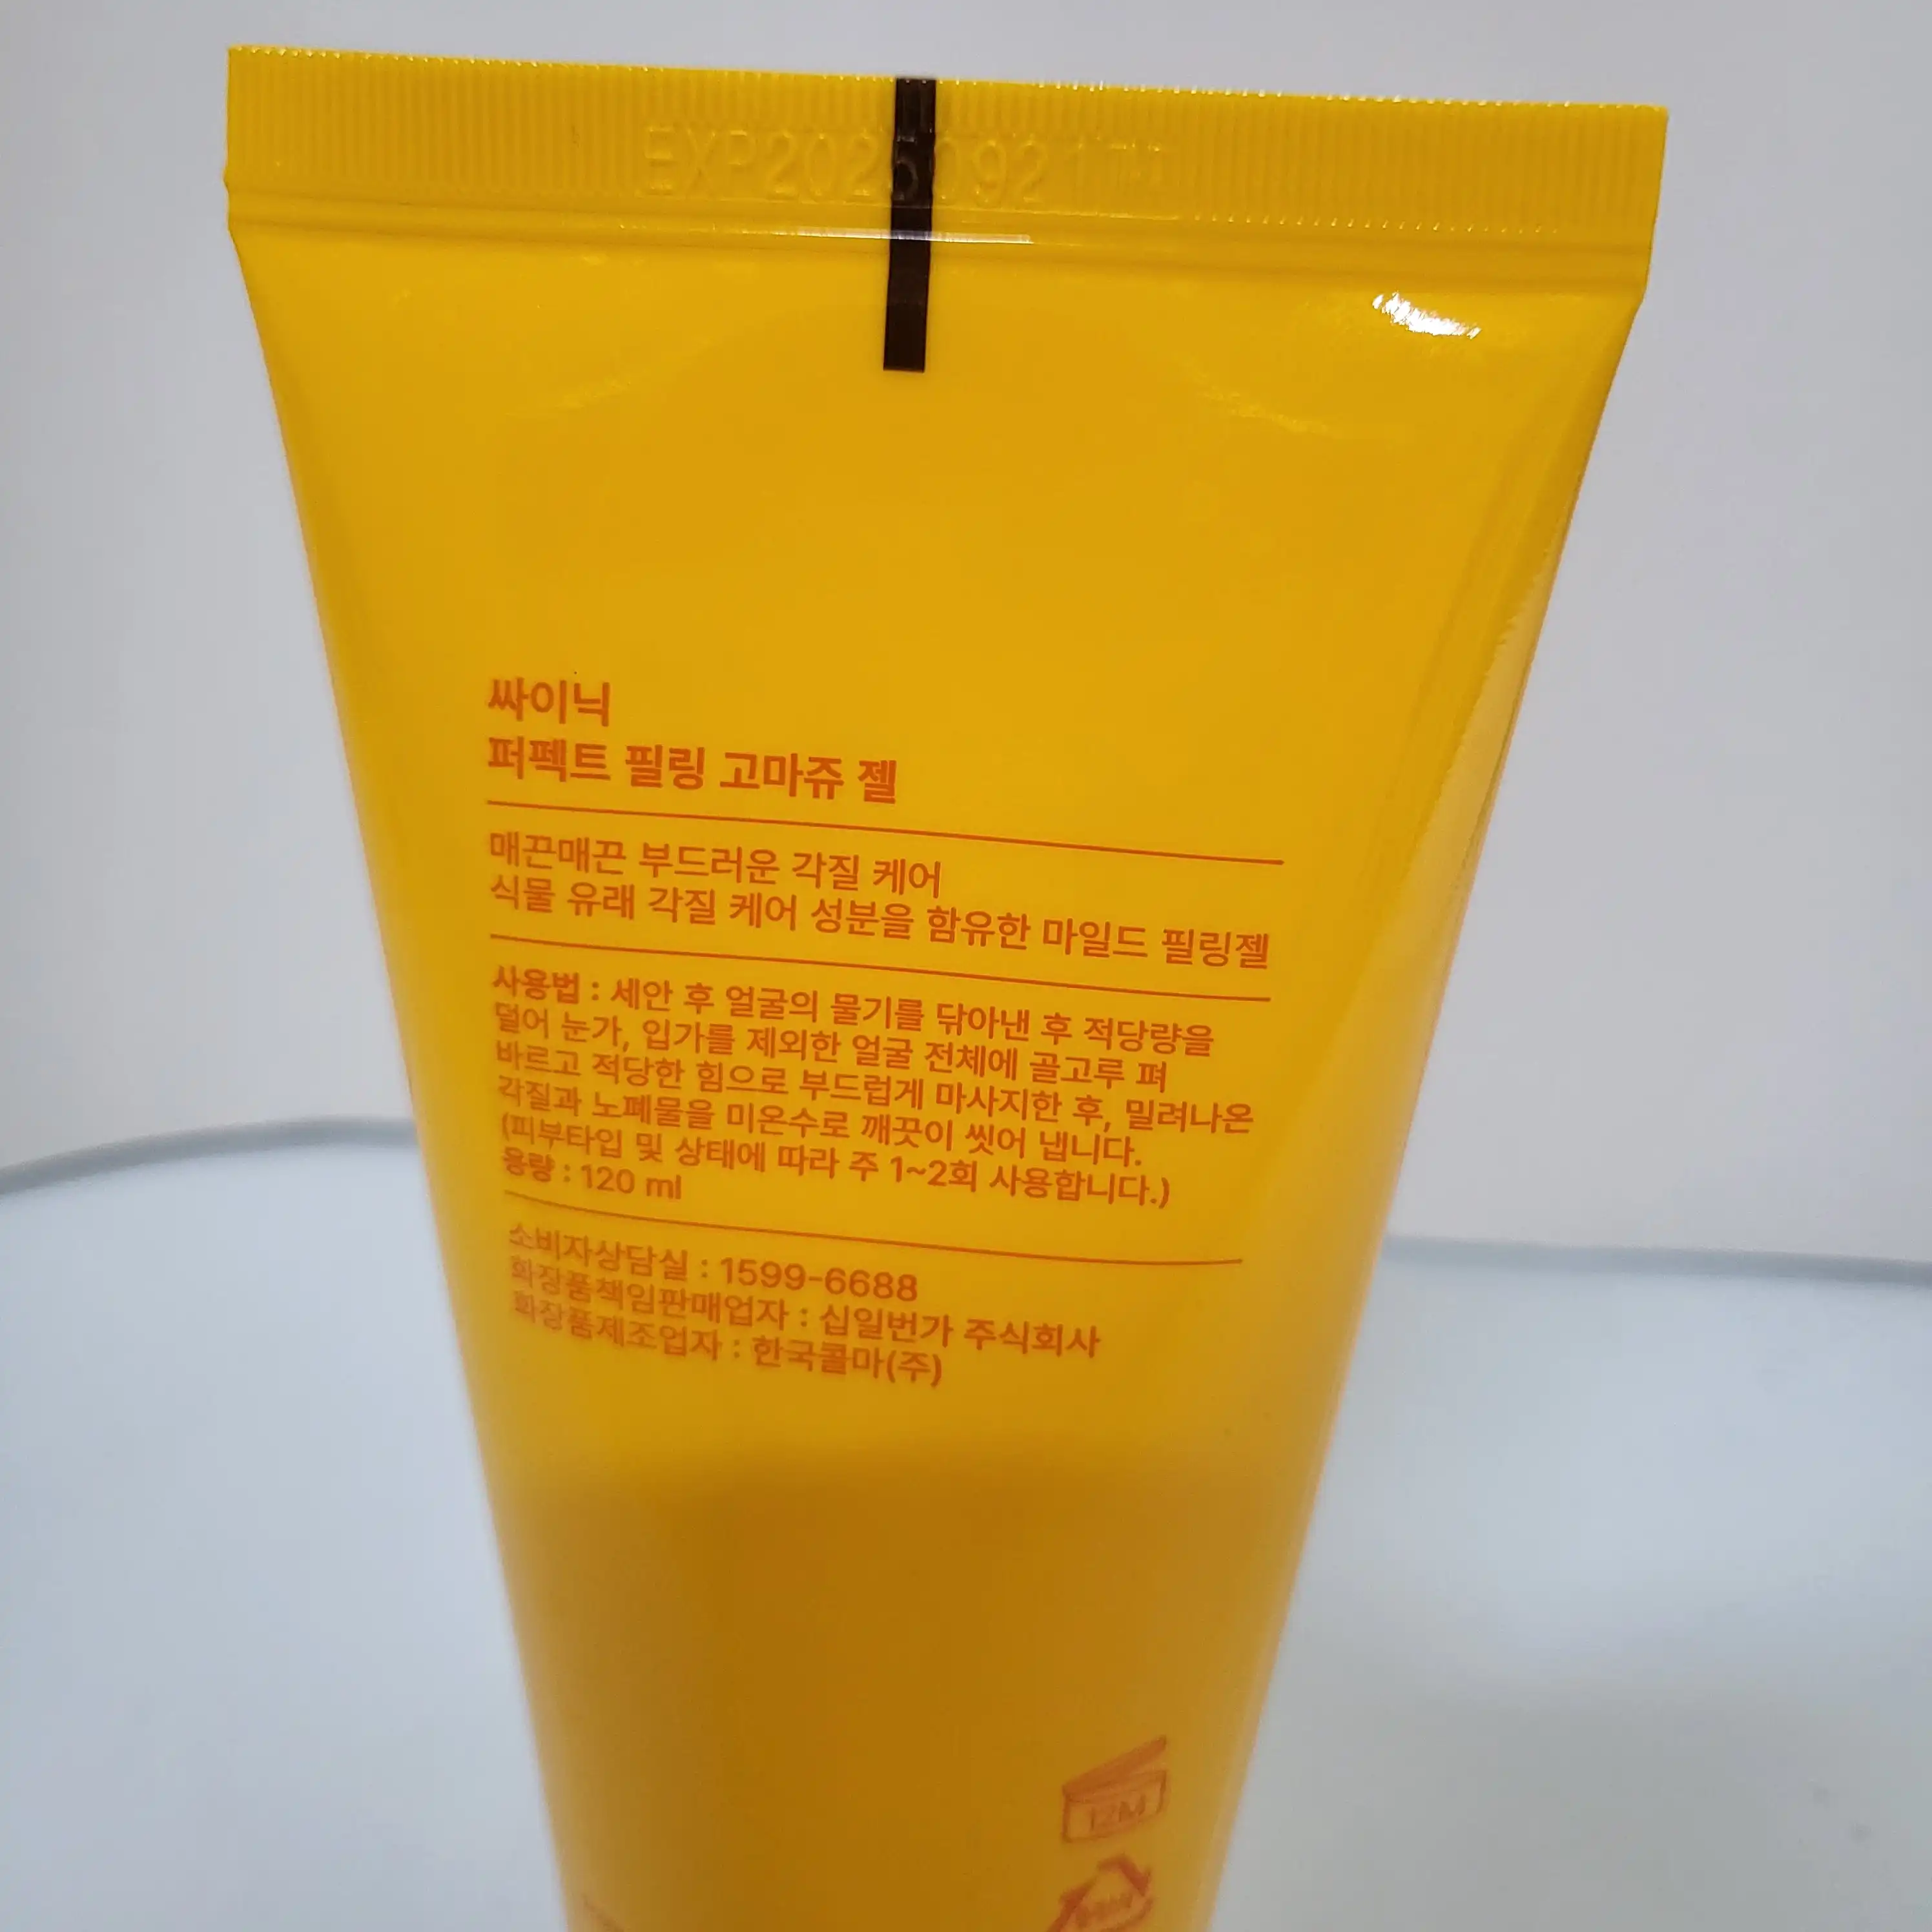 싸이닉
퍼펙트 필링 고마쥬 젤
매끈매끈 부드러운 각질 케어
식물 유래 각질 케어 성분을 함유한 마일드 필링젤
사용법 : 세안 후 얼굴의 물기를 닦아낸 후 적당량을
덜어 눈가, 입가를 제외한 얼굴 전체에 골고루 펴
바르고 적당한 힘으로 부드럽게 마사지한 후, 밀려나온
각질과 노폐물을 미온수로 깨끗이 씻어 냅니다.
(피부타입 및 상태에 따라 주 1~2회 사용합니다.)
용량 : 120 ml
소비자상담실 : 1599-6688
화장품책임판매업자 : 십일번가 주식회사
화장품제조업자 : 한국콜마(주)
12M